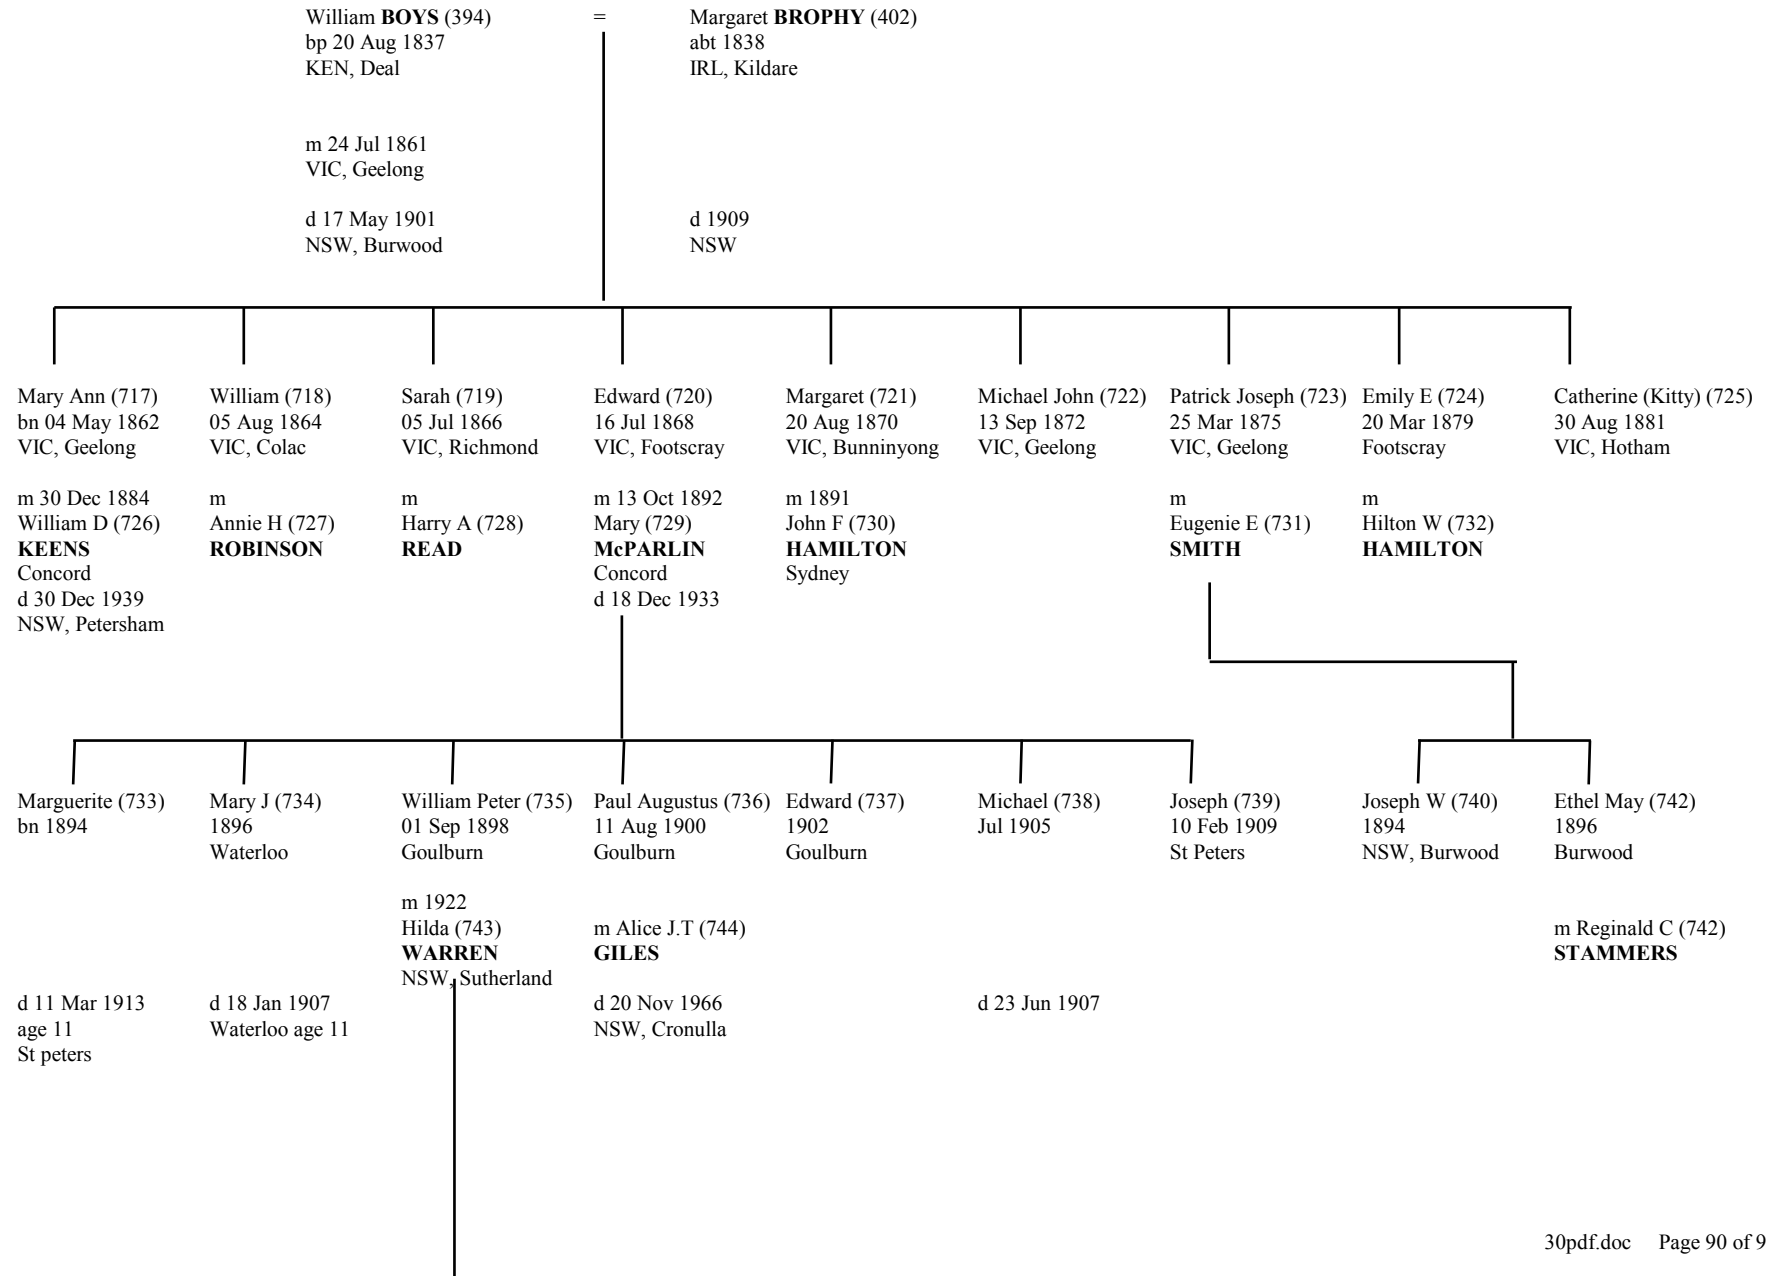 William BOYS (394) = Margaret BROPHY (402)
bp 20 Aug 1837 abt 1838
KEN, Deal IRL, Kildare
m 24 Jul 1861
VIC, Geelong
d 17 May 1901 d 1909
NSW, Burwood NSW
Mary Ann (717) William (718) Sarah (719) Edward (720) Margaret (721) Michael John (722) Patrick Joseph (723) Emily E (724) Catherine (Kitty) (725)
bn 04 May 1862 05 Aug 1864 05 Jul 1866 16 Jul 1868 20 Aug 1870 13 Sep 1872 25 Mar 1875 20 Mar 1879 30 Aug 1881
VIC, Geelong VIC, Colac VIC, Richmond VIC, Footscray VIC, Bunninyong VIC, Geelong VIC, Geelong Footscray VIC, Hotham
m 30 Dec 1884 m m m 13 Oct 1892 m 1891 m m
William D (726) Annie H (727) Harry A (728) Mary (729) John F (730) Eugenie E (731) Hilton W (732)
KEENS ROBINSON READ McPARLIN HAMILTON SMITH HAMILTON
Concord Concord Sydney
d 30 Dec 1939 d 18 Dec 1933
NSW, Petersham
Marguerite (733) Mary J (734) William Peter (735) Paul Augustus (736) Edward (737) Michael (738) Joseph (739) Joseph W (740) Ethel May (742)
bn 1894 1896 01 Sep 1898 11 Aug 1900 1902 Jul 1905 10 Feb 1909 1894 1896
Waterloo Goulburn Goulburn Goulburn St Peters NSW, Burwood Burwood
m 1922
Hilda (743) m Alice J.T (744) m Reginald C (742)
WARREN GILES STAMMERS
NSW, Sutherland
d 11 Mar 1913 d 18 Jan 1907 d 20 Nov 1966 d 23 Jun 1907
age 11 Waterloo age 11 NSW, Cronulla
St peters
30pdf.doc Page 90 of 9